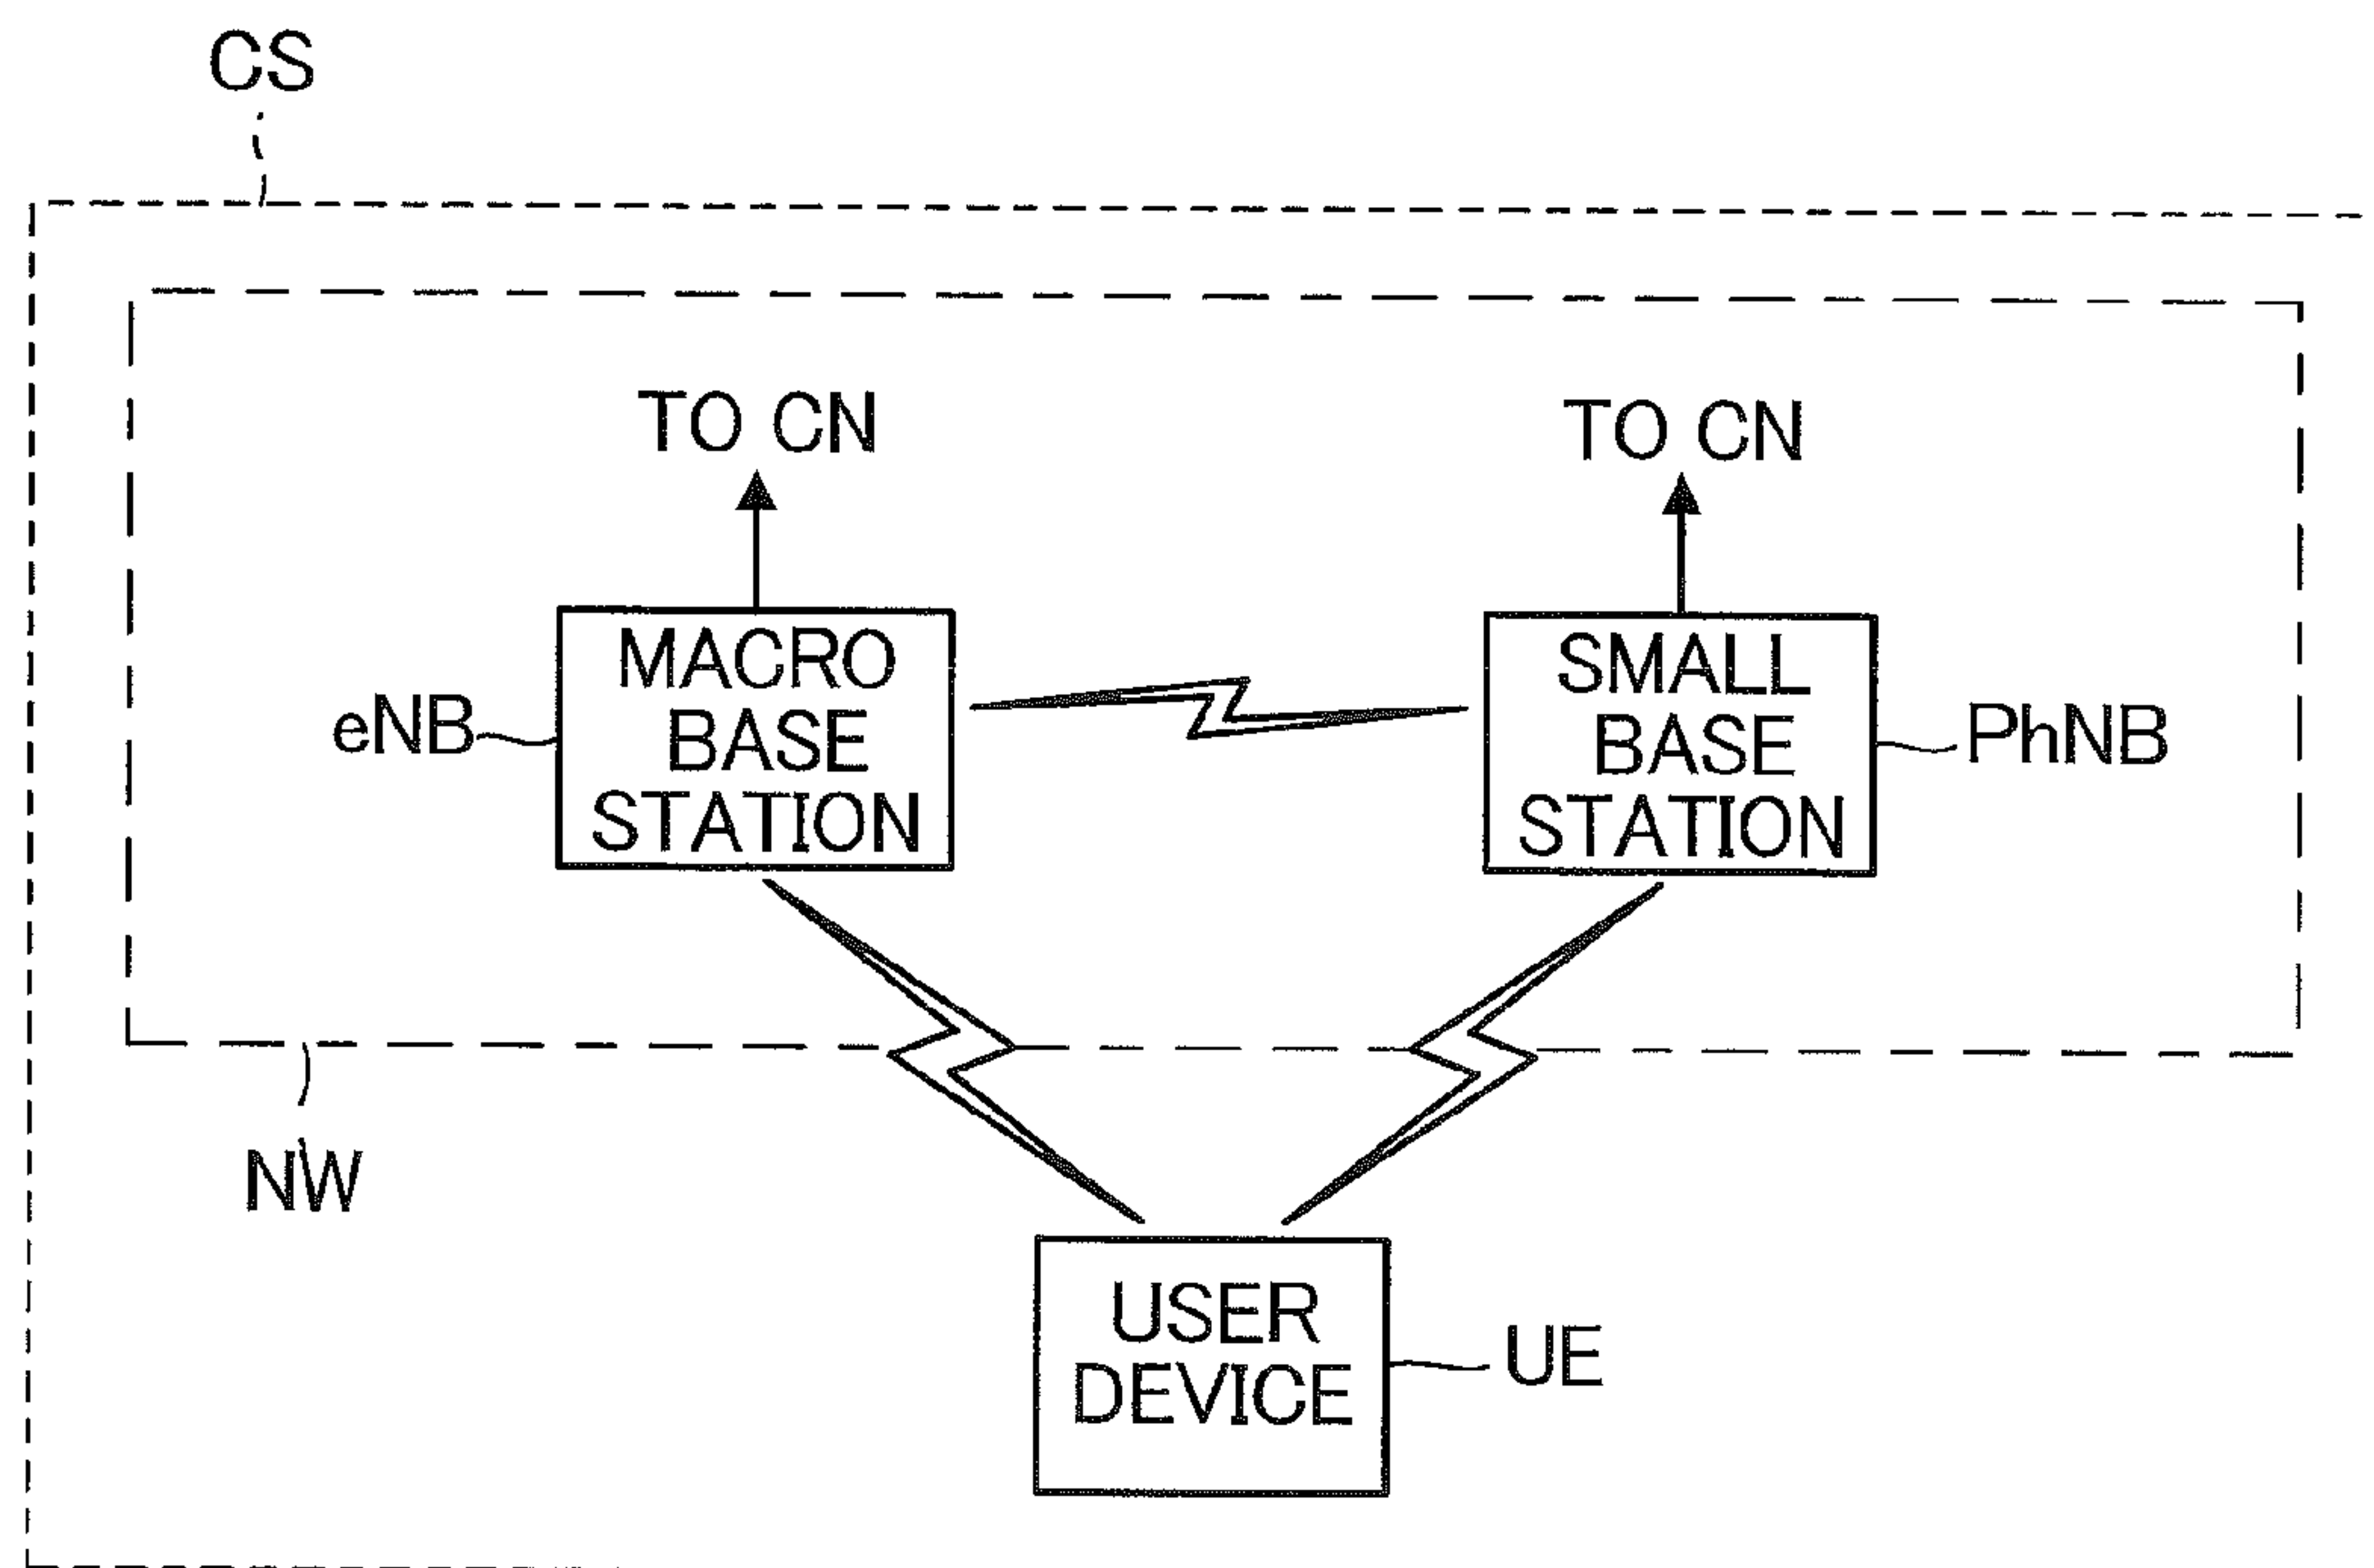 CS
TO CN
TO CN
MACRO
BASE
STATION
SMALL
BASE
STATION
eNB
PhNB
NW
USER
DEVICE
UE